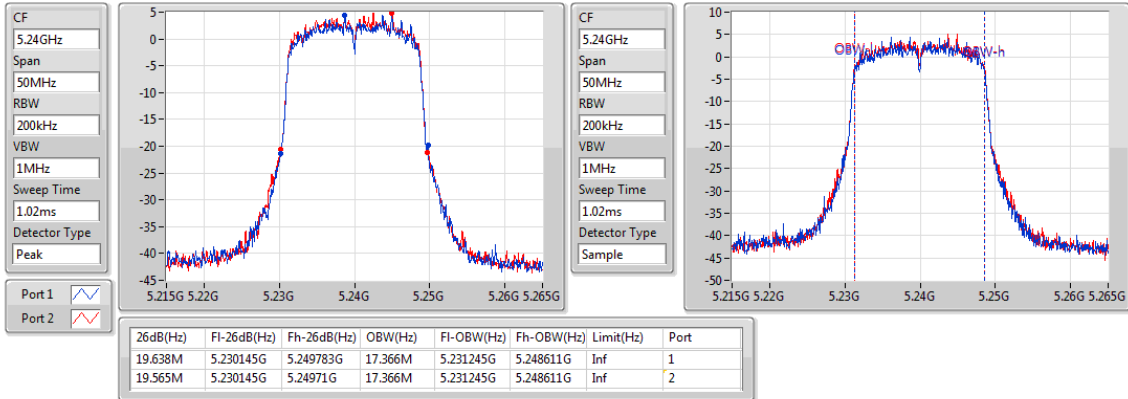 CF
5.24GHz
Span
50MHz
RBW
200kHz
VBW
1MHz
Sweep Time
1.02ms
Detector Type
Peak
Port 1
Port 2
5
0
-5
-10
-15
-20
-25
-30
-35
-40
-45
5.215G 5.22G 5.23G 5.24G 5.25G 5.26G 5.265G
CF
5.24GHz
Span
50MHz
RBW
200kHz
VBW
1MHz
Sweep Time
1.02ms
Detector Type
Sample
10
5
0
-5
-10
-15
-20
-25
-30
-35
-40
-45
-50
5.215G 5.22G 5.23G 5.24G 5.25G 5.26G 5.265G
26dB(Hz) Fl-26dB(Hz) Fh-26dB(Hz) OBW(Hz) Fl-OBW(Hz) Fh-OBW(Hz) Limit(Hz) Port
19.638M 5.230145G 5.249783G 17.366M 5.231245G 5.248611G Inf 1
19.565M 5.230145G 5.24971G 17.366M 5.231245G 5.248611G Inf 2